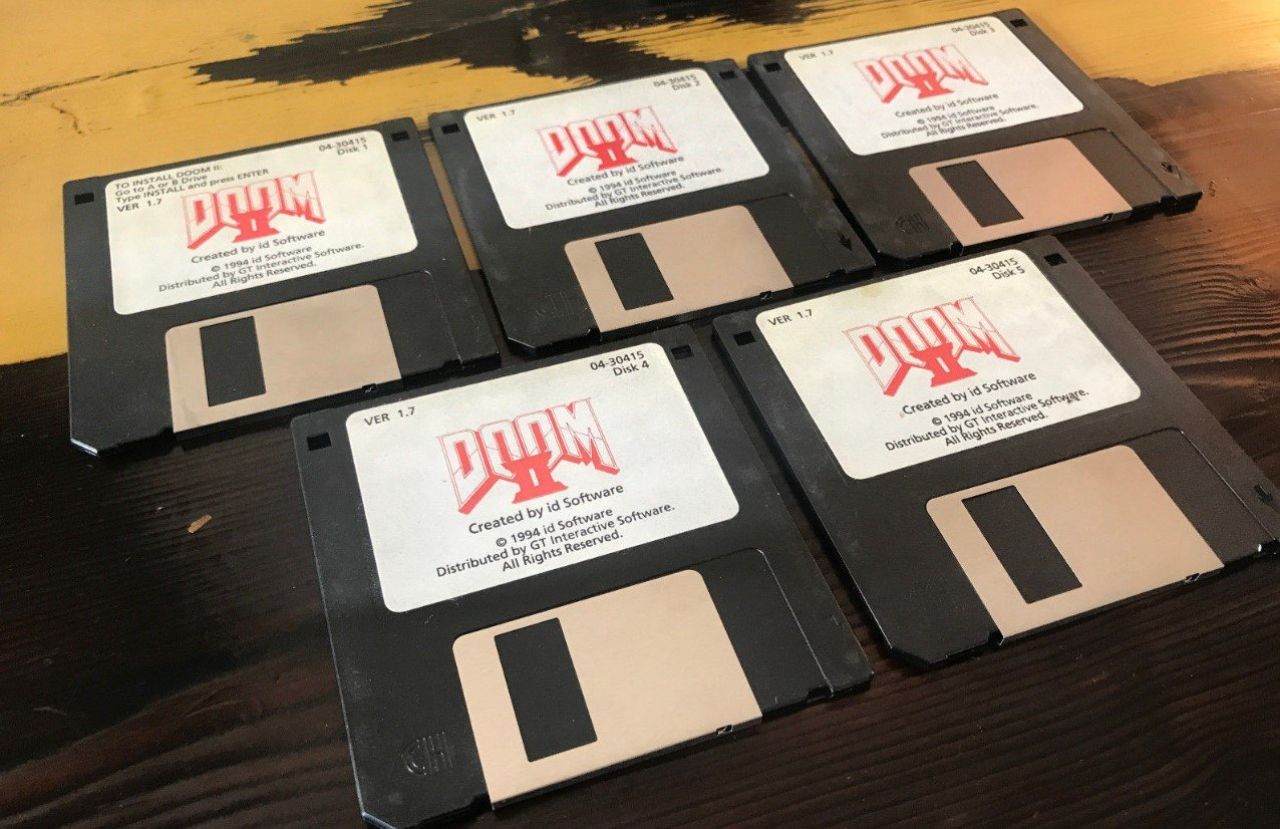 TO INSTALL DOOM II:
Go to A or B Drive
Type INSTALL and press ENTER
VER 1.7
04-30415
Disk 1
DOOM
II
Created by id Software
© 1994 id Software
Distributed by GT Interactive Software.
All Rights Reserved.
VER 1.7
04-30415
Disk 2
DOOM
II
Created by id Software
© 1994 id Software
Distributed by GT Interactive Software.
All Rights Reserved.
VER 1.7
04-30415
Disk 3
DOOM
II
Created by id Software
© 1994 id Software
Distributed by GT Interactive Software.
All Rights Reserved.
VER 1.7
04-30415
Disk 4
DOOM
II
Created by id Software
© 1994 id Software
Distributed by GT Interactive Software.
All Rights Reserved.
VER 1.7
04-30415
Disk 5
DOOM
II
Created by id Software
© 1994 id Software
Distributed by GT Interactive Software.
All Rights Reserved.